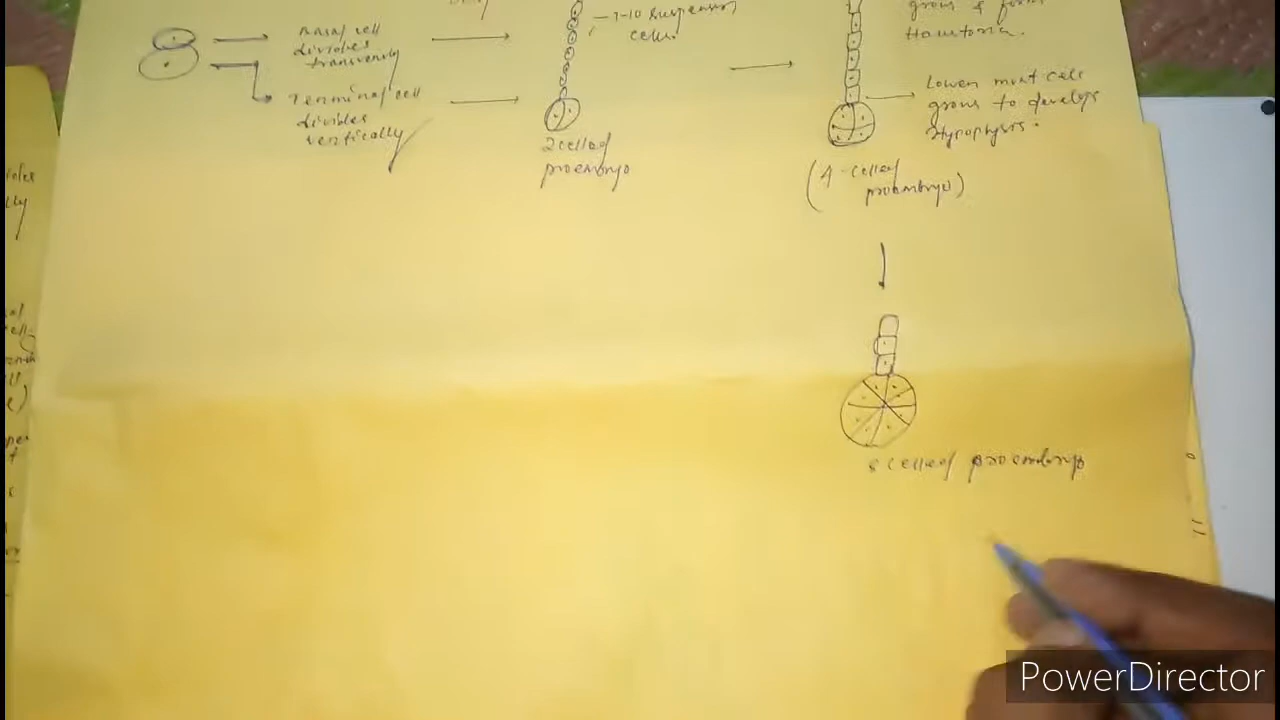 Basal cell
divides
transversely
Terminal cell
divides
vertically
7-10 suspensor
cells.
2 celled
proembryo
grows & forms
Haustoria.
Lower most cell
grows to develops
Hypophysis.
(4-celled
proembryo)
8 celled proembryo
PowerDirector